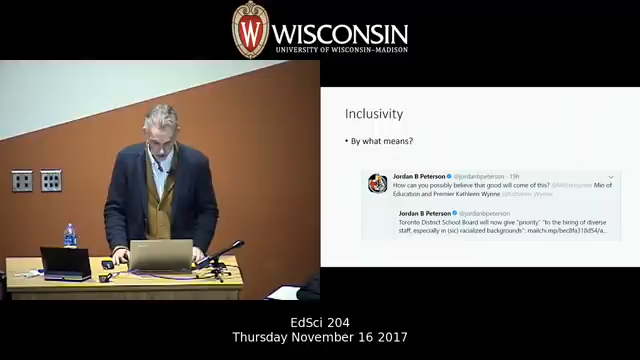 WISCONSIN
UNIVERSITY OF WISCONSIN–MADISON
Inclusivity
• By what means?
Jordan B Peterson @jordanbpeterson · 19h
How can you possibly believe that good will come of this? Min of
Education and Premier Kathleen Wynne @Kathleen_Wynne
Jordan B Peterson @jordanbpeterson
Toronto District School Board will now give "priority" "to the hiring of diverse
staff, especially in (sic) racialized backgrounds":
EdSci 204
Thursday November 16 2017